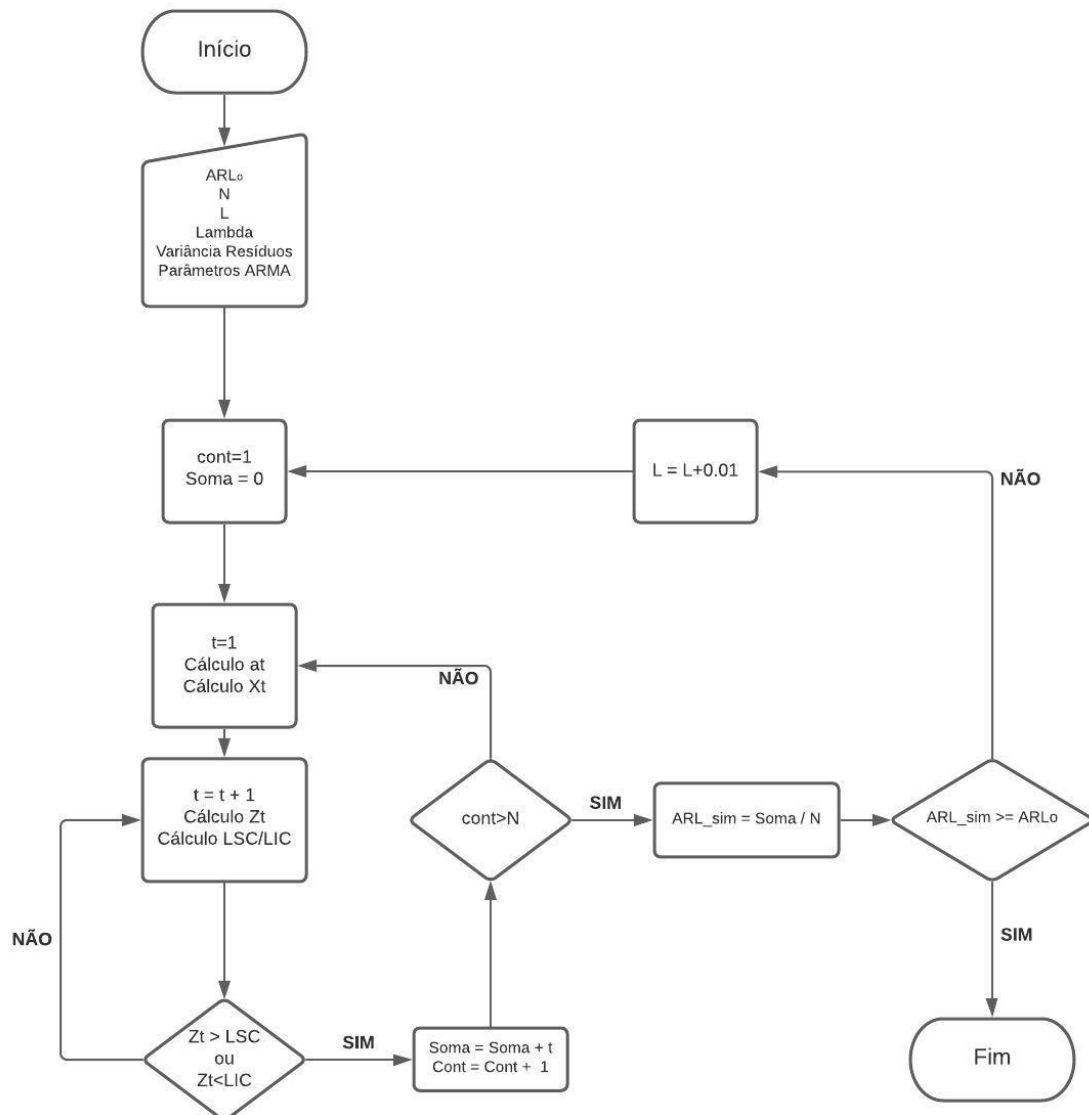 Início
ARL₀
N
L
Lambda
Variância Resíduos
Parâmetros ARMA
cont=1
Soma = 0
L = L+0.01
NÃO
t=1
Cálculo at
Cálculo Xt
NÃO
t = t + 1
Cálculo Zt
Cálculo LSC/LIC
cont>N
SIM
ARL_sim = Soma / N
ARL_sim >= ARLo
NÃO
SIM
Zt > LSC
ou
Zt<LIC
SIM
Soma = Soma + t
Cont = Cont + 1
Fim